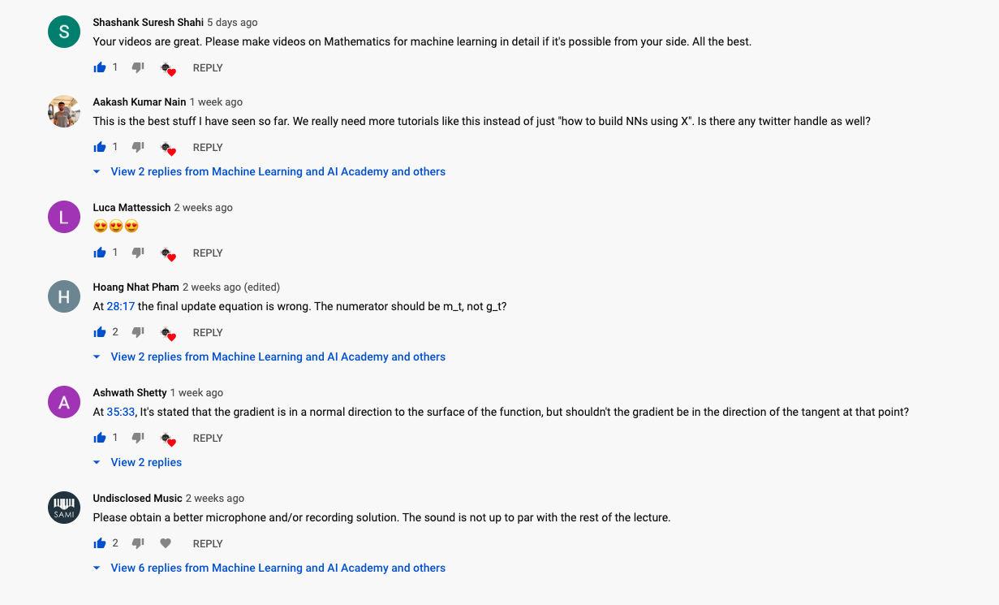 S
Shashank Suresh Shahi 5 days ago
Your videos are great. Please make videos on Mathematics for machine learning in detail if it's possible from your side. All the best.
1 REPLY
Aakash Kumar Nain 1 week ago
This is the best stuff I have seen so far. We really need more tutorials like this instead of just "how to build NNs using X". Is there any twitter handle as well?
1 REPLY
View 2 replies from Machine Learning and AI Academy and others
L
Luca Mattessich 2 weeks ago
😍😍😍
1 REPLY
H
Hoang Nhat Pham 2 weeks ago (edited)
At 28:17 the final update equation is wrong. The numerator should be m_t, not g_t?
2 REPLY
View 2 replies from Machine Learning and AI Academy and others
A
Ashwath Shetty 1 week ago
At 35:33, It's stated that the gradient is in a normal direction to the surface of the function, but shouldn't the gradient be in the direction of the tangent at that point?
1 REPLY
View 2 replies
SAMI
Undisclosed Music 2 weeks ago
Please obtain a better microphone and/or recording solution. The sound is not up to par with the rest of the lecture.
2 REPLY
View 6 replies from Machine Learning and AI Academy and others